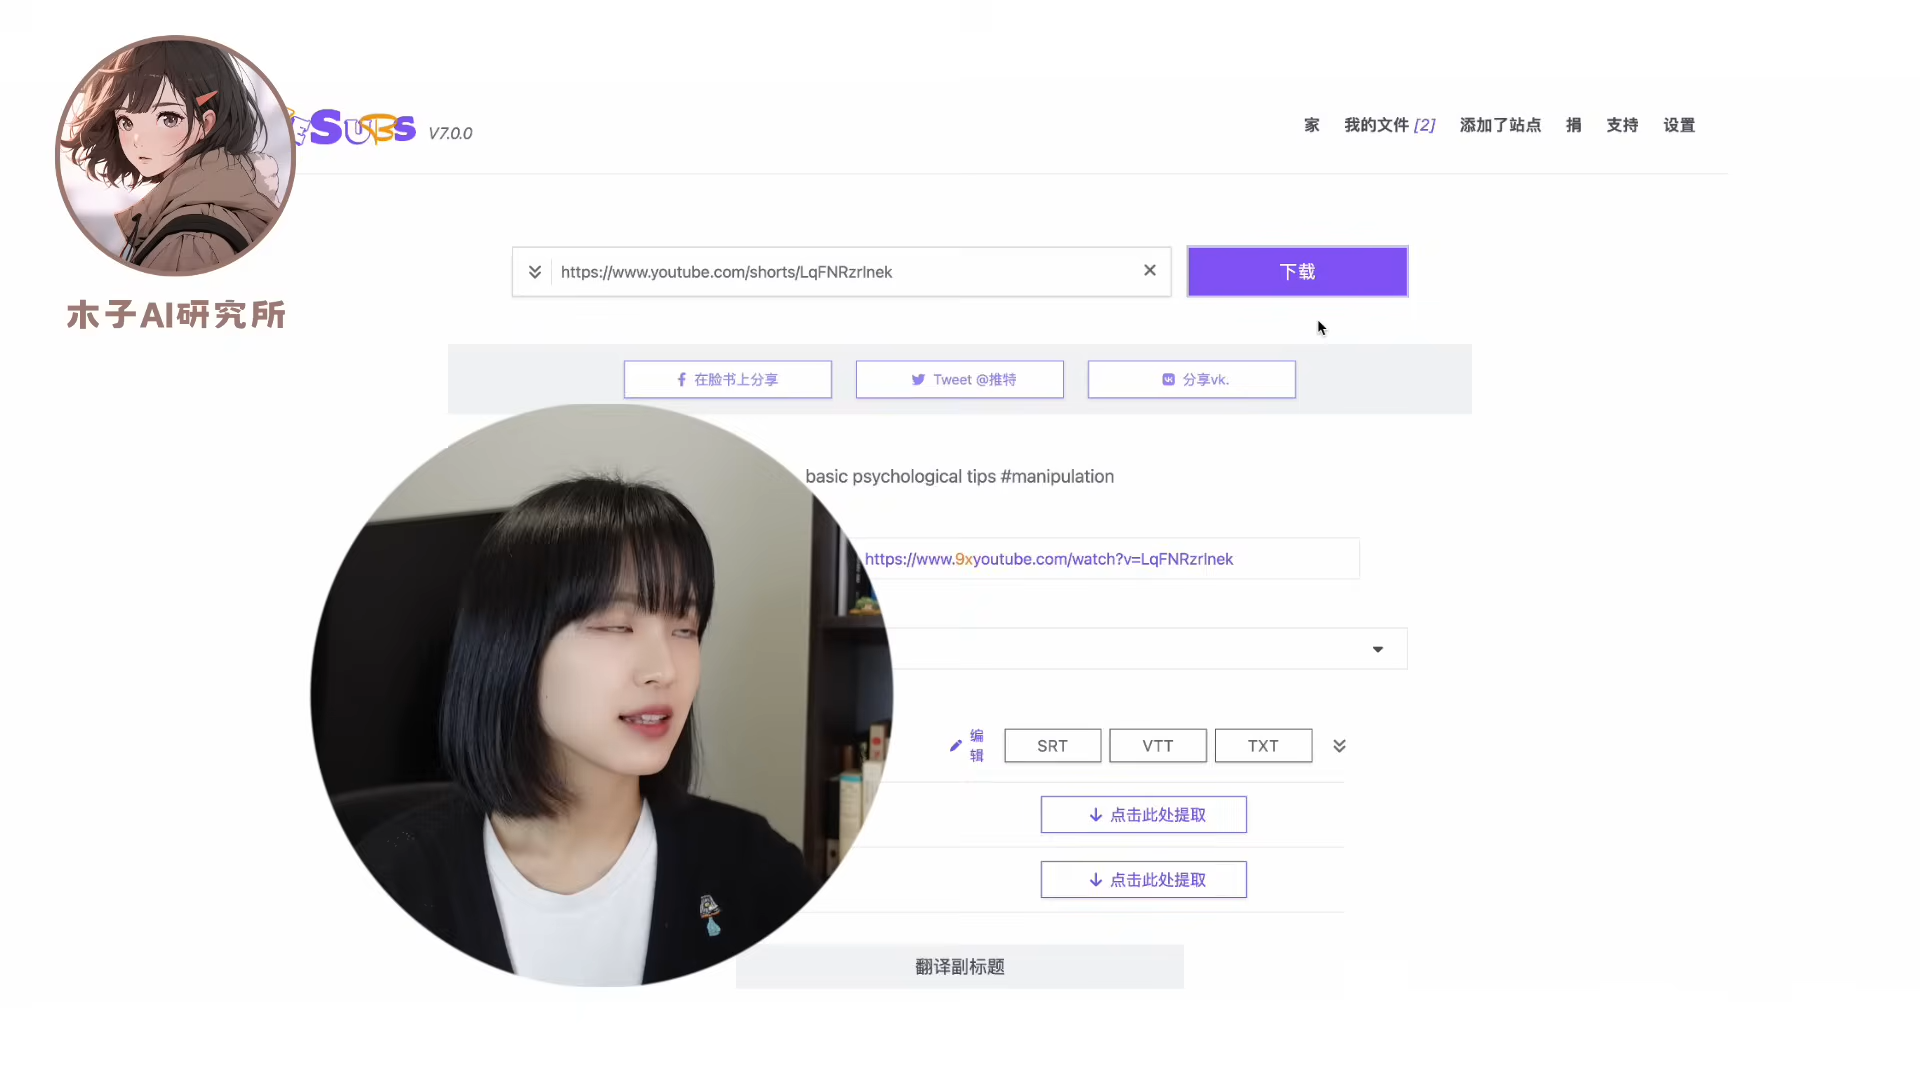 SUBS V7.0.0
家 我的文件 [2] 添加了站点 捐 支持 设置
木子AI研究所
https://www.youtube.com/shorts/LqFNRzrlnek
下载
在脸书上分享 Tweet @推特 分享vk.
basic psychological tips #manipulation
https://www.9xyoutube.com/watch?v=LqFNRzrlnek
编辑 SRT VTT TXT
点击此处提取
点击此处提取
翻译副标题